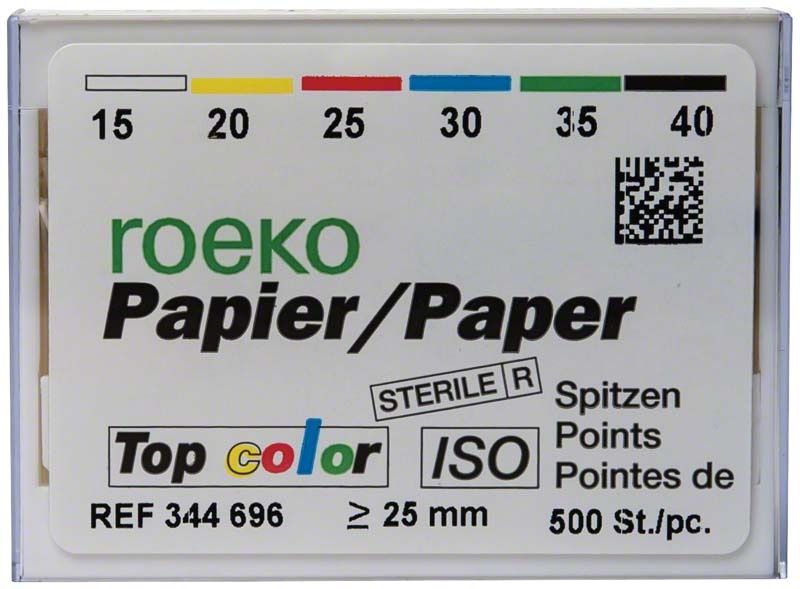 15 20 25 30 35 40
roeko
Papier/Paper
STERILE R
Spitzen
Points
Pointes de
Top color
ISO
REF 344 696
≥ 25 mm
500 St./pc.